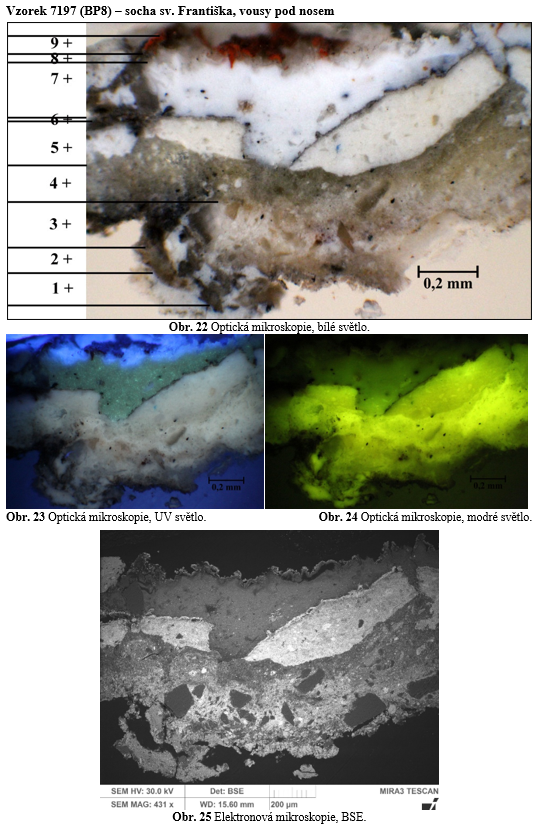 Vzorek 7197 (BP8) – socha sv. Františka, vousy pod nosem
9 +
8 +
7 +
6 +
5 +
4 +
3 +
2 +
1 +
0,2 mm
Obr. 22 Optická mikroskopie, bílé světlo.
0,2 mm
0,2 mm
Obr. 23 Optická mikroskopie, UV světlo.
Obr. 24 Optická mikroskopie, modré světlo.
SEM HV: 30.0 kV Det: BSE MIRA3 TESCAN
SEM MAG: 431 x WD: 15.60 mm 200 µm
Obr. 25 Elektronová mikroskopie, BSE.